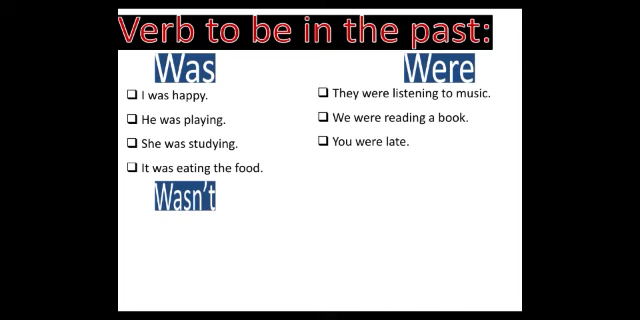 Verb to be in the past:
Was
I was happy.
He was playing.
She was studying.
It was eating the food.
Wasn't
Were
They were listening to music.
We were reading a book.
You were late.